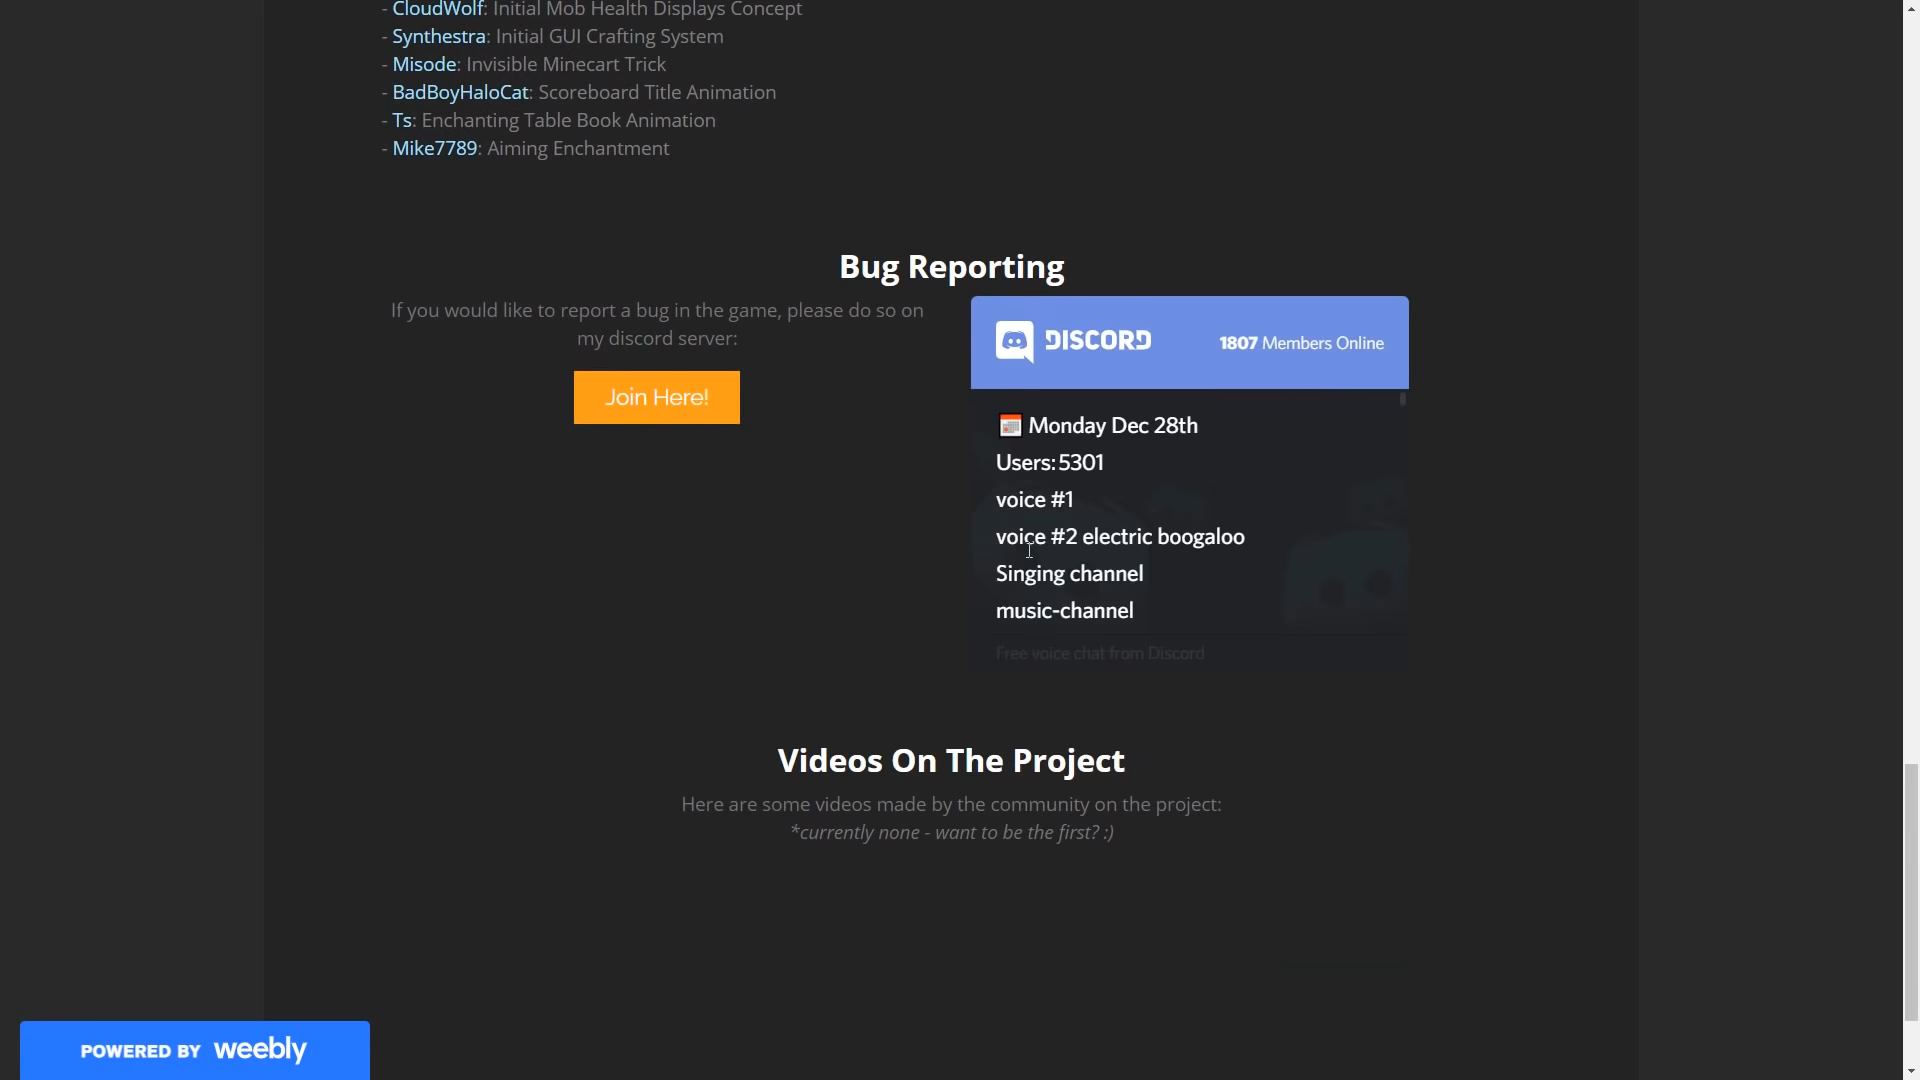 - CloudWolf: Initial Mob Health Displays Concept
- Synthestra: Initial GUI Crafting System
- Misode: Invisible Minecart Trick
- BadBoyHaloCat: Scoreboard Title Animation
- Ts: Enchanting Table Book Animation
- Mike7789: Aiming Enchantment
Bug Reporting
If you would like to report a bug in the game, please do so on
my discord server:
Join Here!
DISCORD
1807 Members Online
Monday Dec 28th
Users: 5301
voice #1
voice #2 electric boogaloo
Singing channel
music-channel
Free voice chat from Discord
Videos On The Project
Here are some videos made by the community on the project:
*currently none - want to be the first? :)
POWERED BY weebly